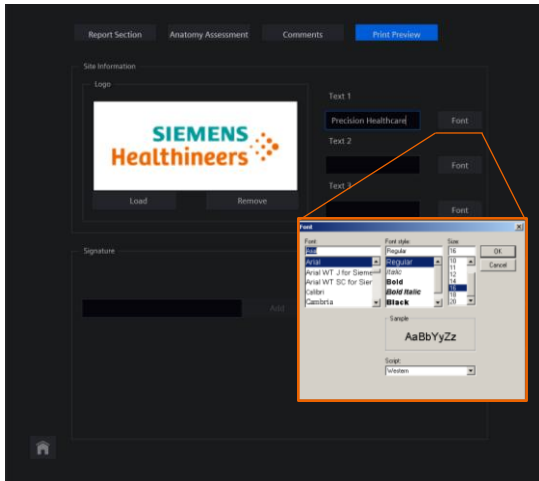 Report Section
Anatomy Assessment
Comments
Print Preview
Site Information
Logo
SIEMENS
Healthineers
Load
Remove
Text 1
Precision Healthcare
Font
Text 2
Font
Text 3
Font
Signature
Add
Font
Font:
Arial
Arial
Arial WT J for Sieme
Arial WT SC for Sier
Calibri
Cambria
Font style:
Regular
Regular
Italic
Bold
Bold Italic
Black
Size:
16
10
11
12
14
16
18
20
OK
Cancel
Sample
AaBbYyZz
Script:
Western